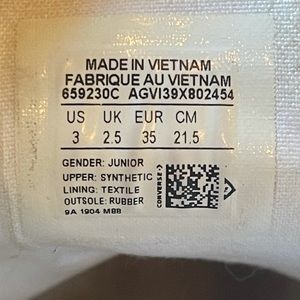 MADE IN VIETNAM
FABRIQUE AU VIETNAM
659230C AGVI39X802454
US UK EUR CM
3 2.5 35 21.5
GENDER: JUNIOR
UPPER: SYNTHETIC
LINING: TEXTILE
OUTSOLE: RUBBER
9A 1904 MBB
CONVERSE